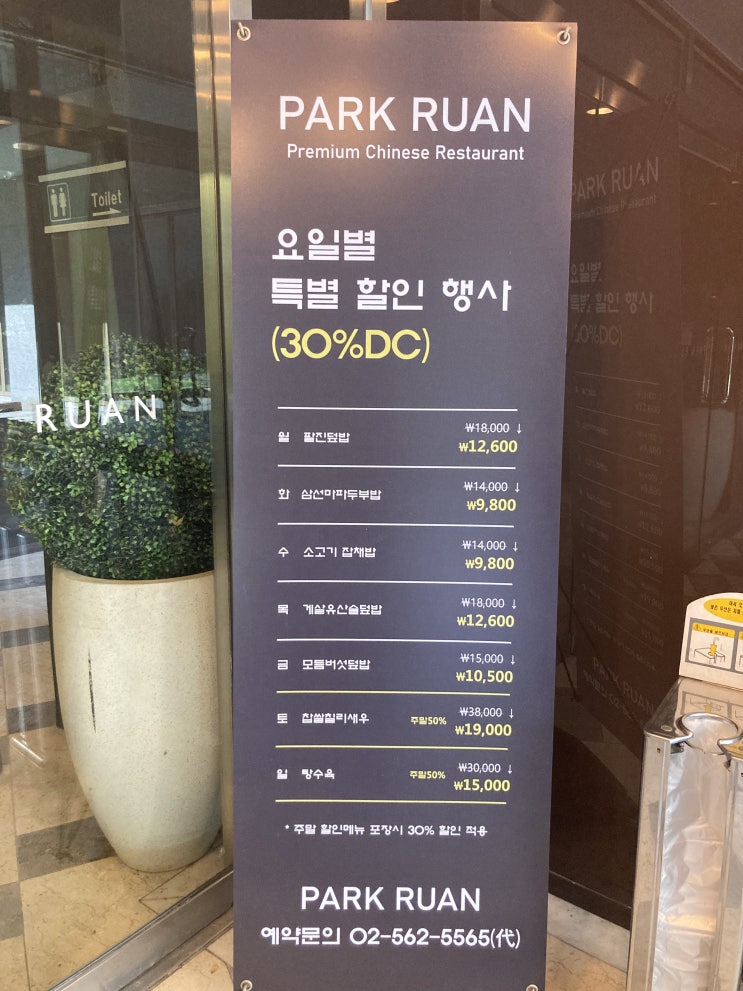 PARK RUAN
Premium Chinese Restaurant
Toilet
RUAN
요일별
특별 할인 행사
(30%DC)
월 팔진덮밥 ₩18,000 ↓
₩12,600
화 삼선마파두부밥 ₩14,000 ↓
₩9,800
수 소고기 잡채밥 ₩14,000 ↓
₩9,800
목 게살유산슬덮밥 ₩18,000 ↓
₩12,600
금 모듬버섯덮밥 ₩15,000 ↓
₩10,500
토 찹쌀칠리새우 주말50% ₩38,000 ↓
₩19,000
일 탕수육 주말50% ₩30,000 ↓
₩15,000
* 주말 할인메뉴 포장시 30% 할인 적용
PARK RUAN
예약문의 02-562-5565(代)